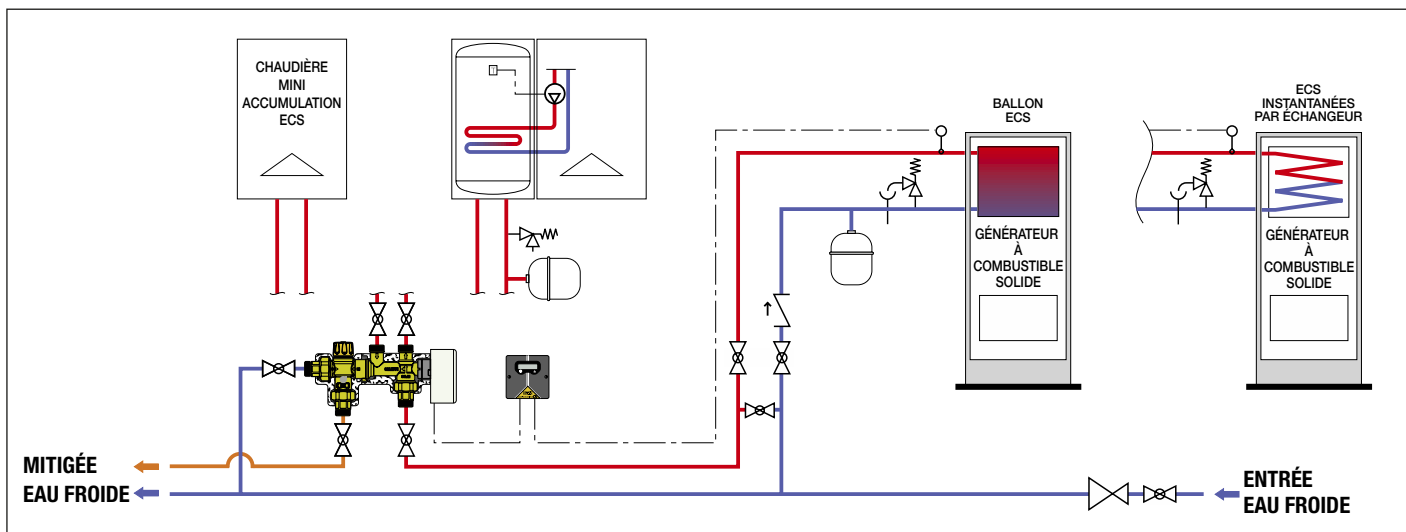 CHAUDIÈRE
MINI
ACCUMULATION
ECS
BALLON
ECS
ECS
INSTANTANÉES
PAR ÉCHANGEUR
GÉNÉRATEUR
À
COMBUSTIBLE
SOLIDE
GÉNÉRATEUR
À
COMBUSTIBLE
SOLIDE
MITIGÉE
EAU FROIDE
ENTRÉE
EAU FROIDE